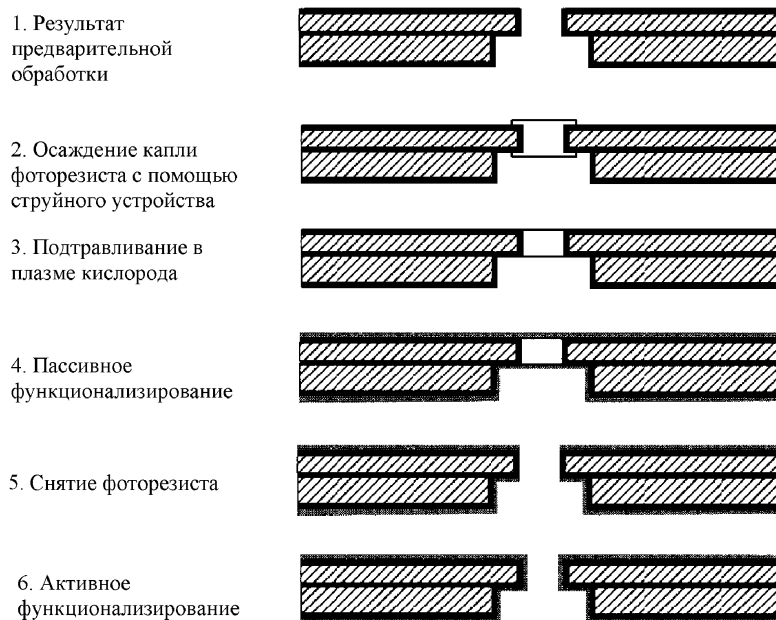 1. Результат
предварительной
обработки
2. Осаждение капли
фоторезиста с помощью
струйного устройства
3. Подтравливание в
плазме кислорода
4. Пассивное
функционализирование
5. Снятие фоторезиста
6. Активное
функционализирование